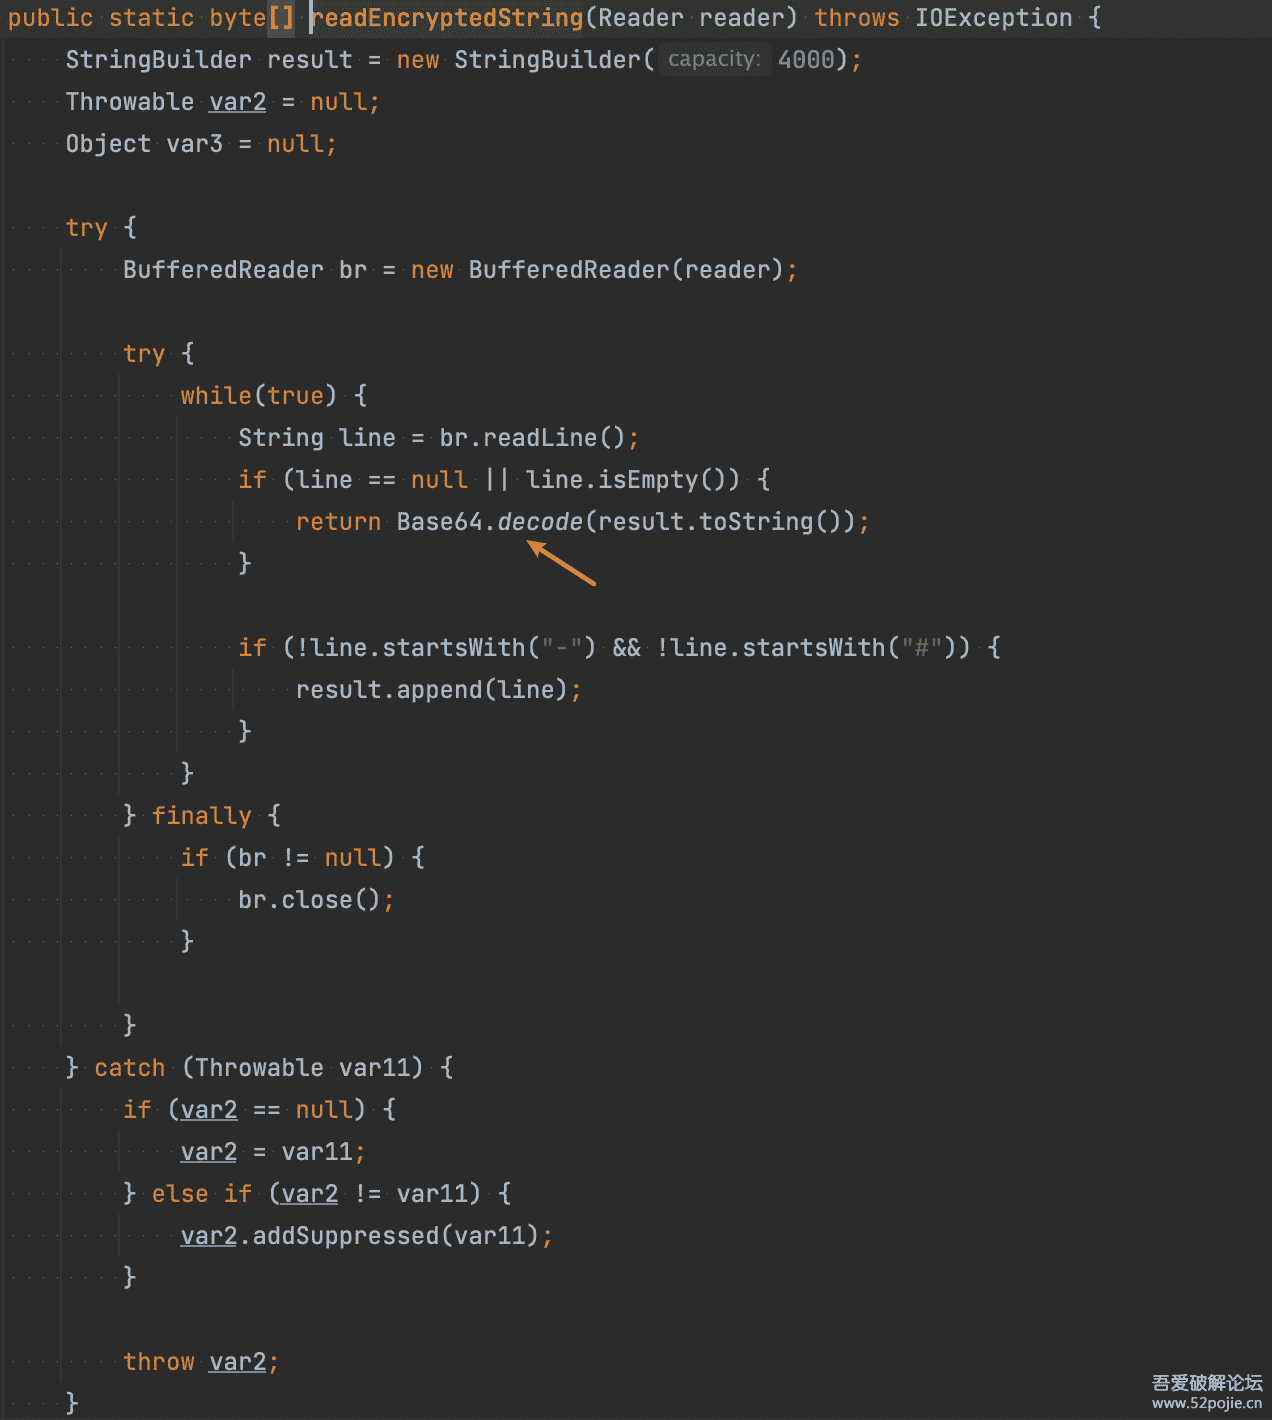 public static byte[] readEncryptedString(Reader reader) throws IOException {
StringBuilder result = new StringBuilder( capacity: 4000);
Throwable var2 = null;
Object var3 = null;
try {
BufferedReader br = new BufferedReader(reader);
try {
while(true) {
String line = br.readLine();
if (line == null || line.isEmpty()) {
return Base64.decode(result.toString());
}
if (!line.startsWith("-") && !line.startsWith("#")) {
result.append(line);
}
}
} finally {
if (br != null) {
br.close();
}
}
} catch (Throwable var11) {
if (var2 == null) {
var2 = var11;
} else if (var2 != var11) {
var2.addSuppressed(var11);
}
throw var2;
}
吾爱破解论坛
www.52pojie.cn